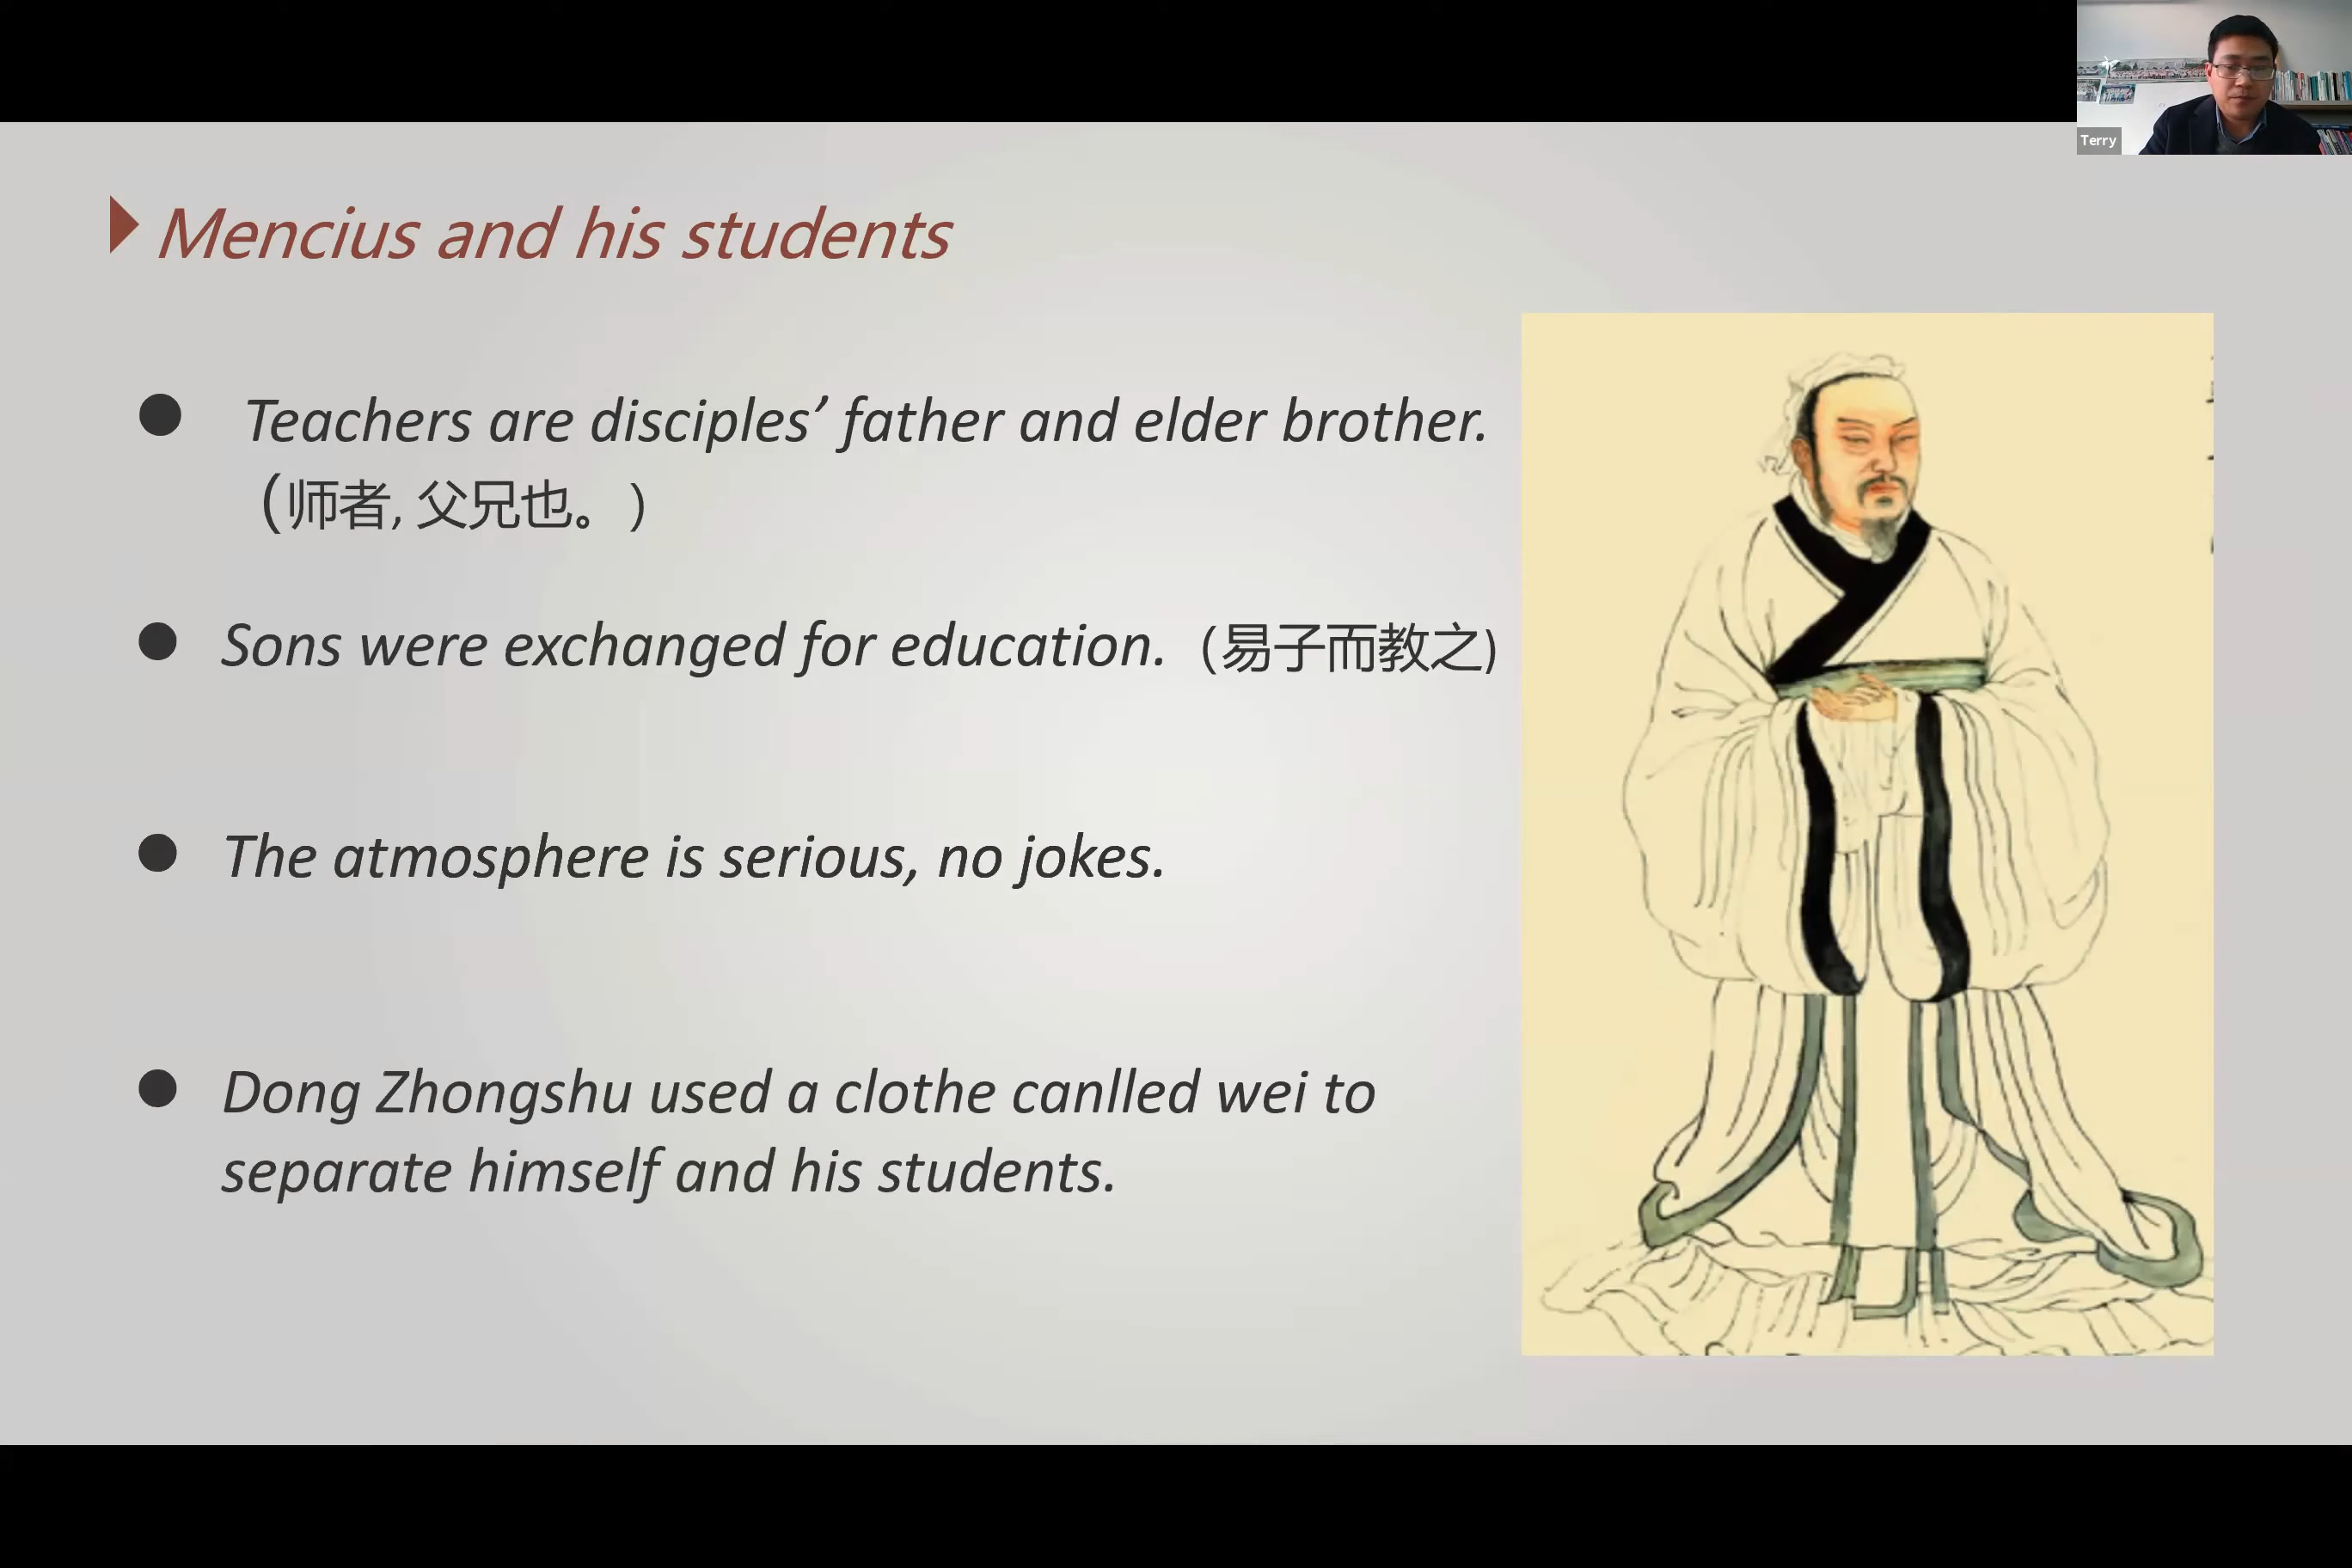 Terry
Mencius and his students
Teachers are disciples’ father and elder brother.
(师者, 父兄也。)
Sons were exchanged for education. (易子而教之)
The atmosphere is serious, no jokes.
Dong Zhongshu used a clothe canlled wei to
separate himself and his students.